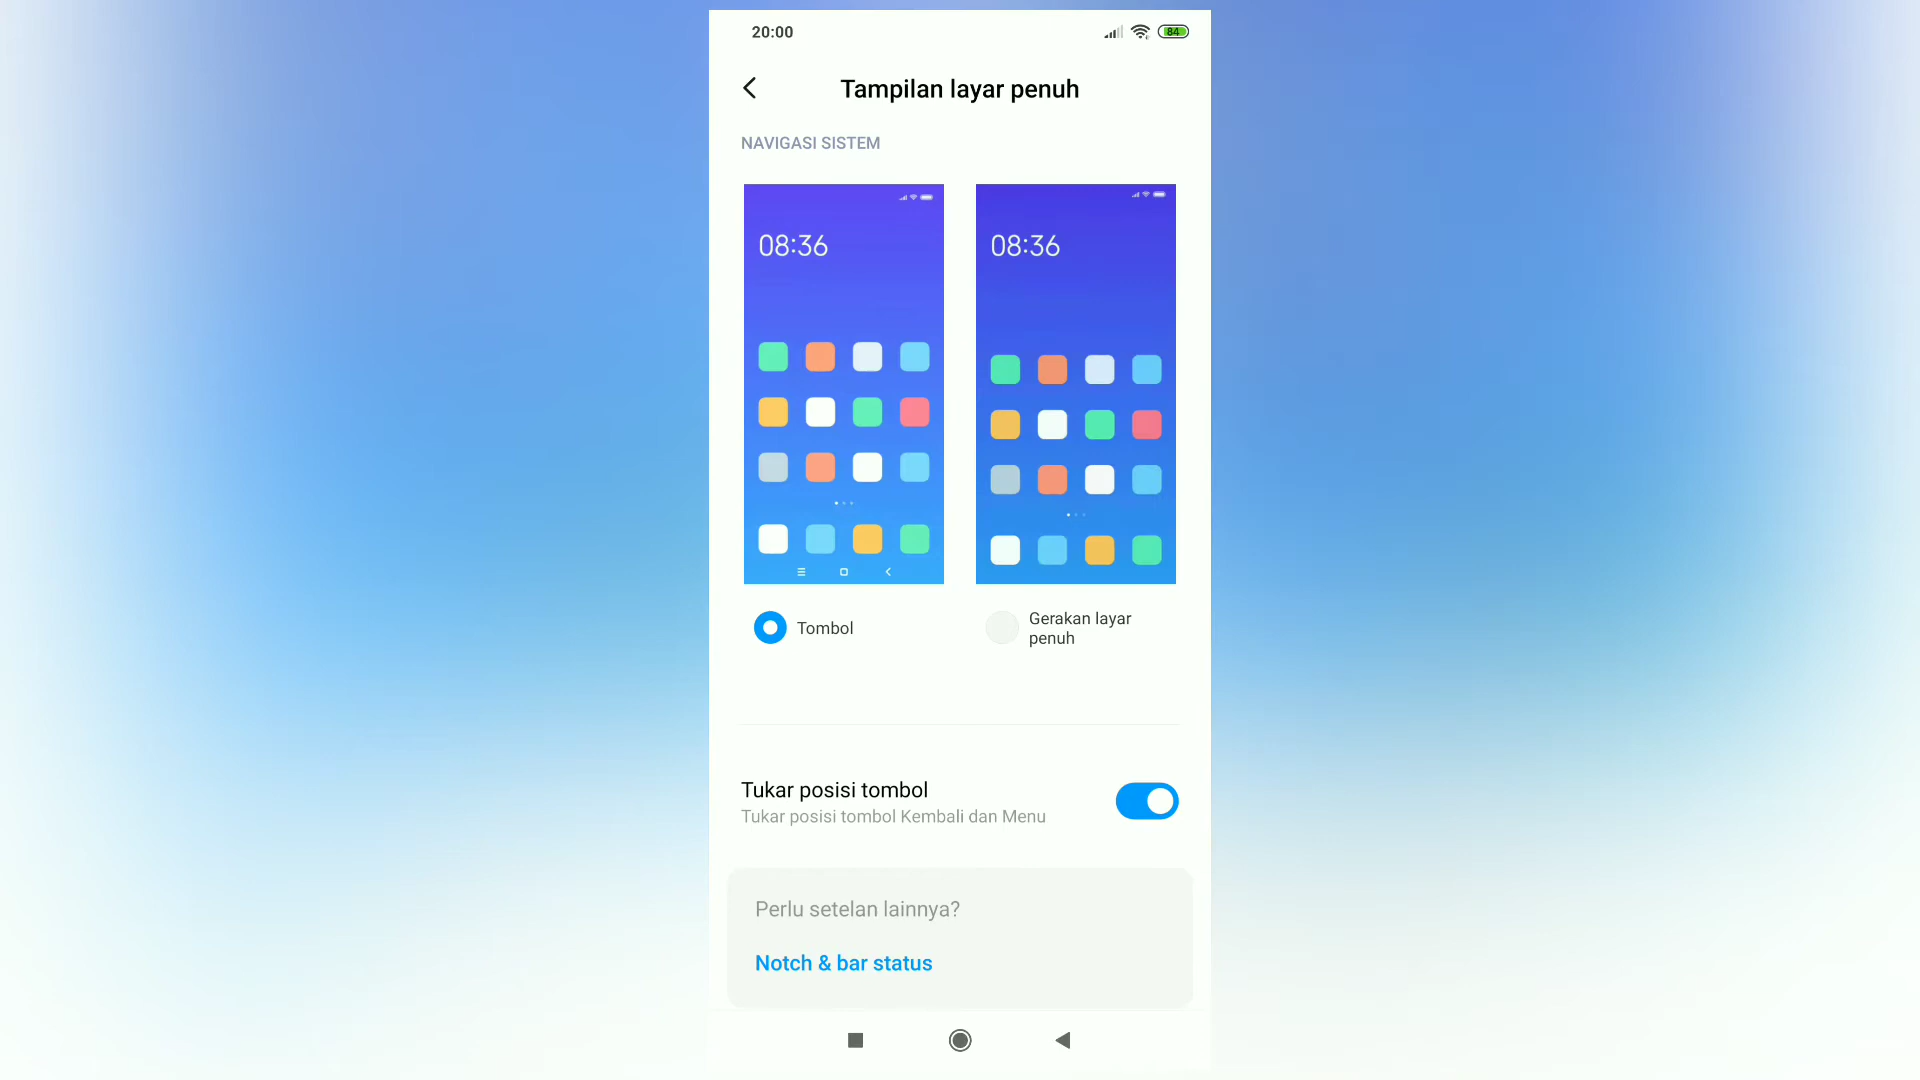 20:00
84
Tampilan layar penuh
NAVIGASI SISTEM
08:36
08:36
Tombol
Gerakan layar
penuh
Tukar posisi tombol
Tukar posisi tombol Kembali dan Menu
Perlu setelan lainnya?
Notch & bar status